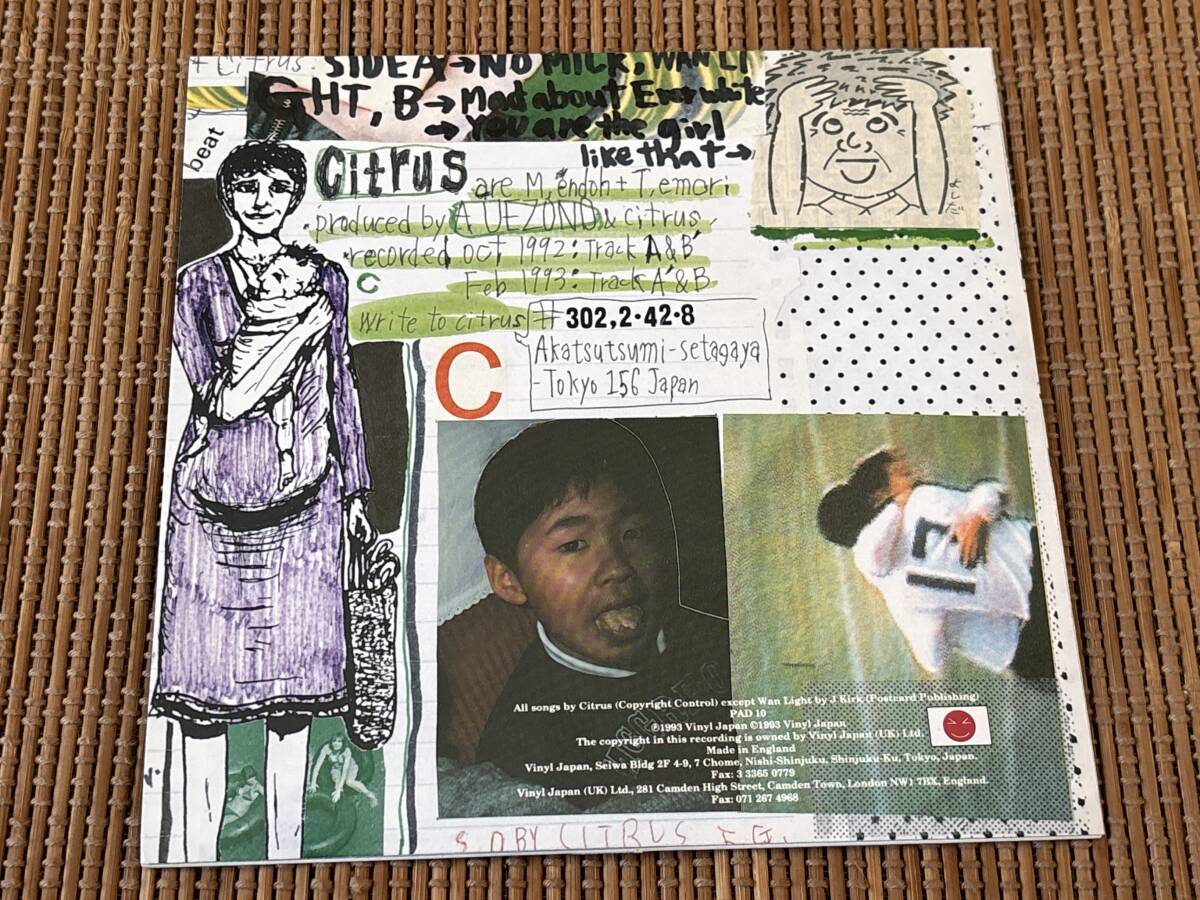 + Citrus. SIDE A→NO MILK, WAN LI
GHT, B→Mad about E white
→ You are the girl
like that→
beat
よしだ
Citrus are M, endoh + T, emori
produced by A UEZONO & citrus
recorded oct 1992: Track A & B'
Feb 1993: Track A' & B
C
write to citrus # 302, 2・42・8
Akatsutsumi-setagaya
-Tokyo 156 Japan
C
All songs by Citrus (Copyright Control) except Wan Light by J Kirk (Postcard Publishing)
PAD 10
℗1993 Vinyl Japan ©1993 Vinyl Japan
The copyright in this recording is owned by Vinyl Japan (UK) Ltd.
Made in England
Vinyl Japan, Seiwa Bldg 2F 4-9, 7 Chome, Nishi-Shinjuku, Shinjuku Ku, Tokyo, Japan.
Fax: 3 3365 0779
Vinyl Japan (UK) Ltd., 281 Camden High Street, Camden Town, London NW1 7BX, England.
Fax: 071 267 4968
BY CITRUS